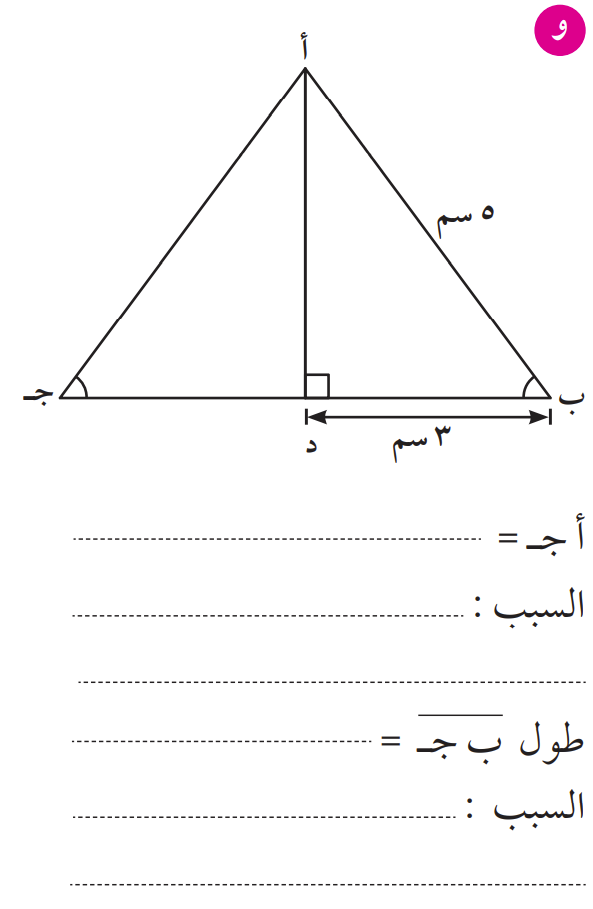 و
أ
٥ سم
جـ
ب
د
٣ سم
أ جـ =
السبب :
طول ب جـ =
السبب :